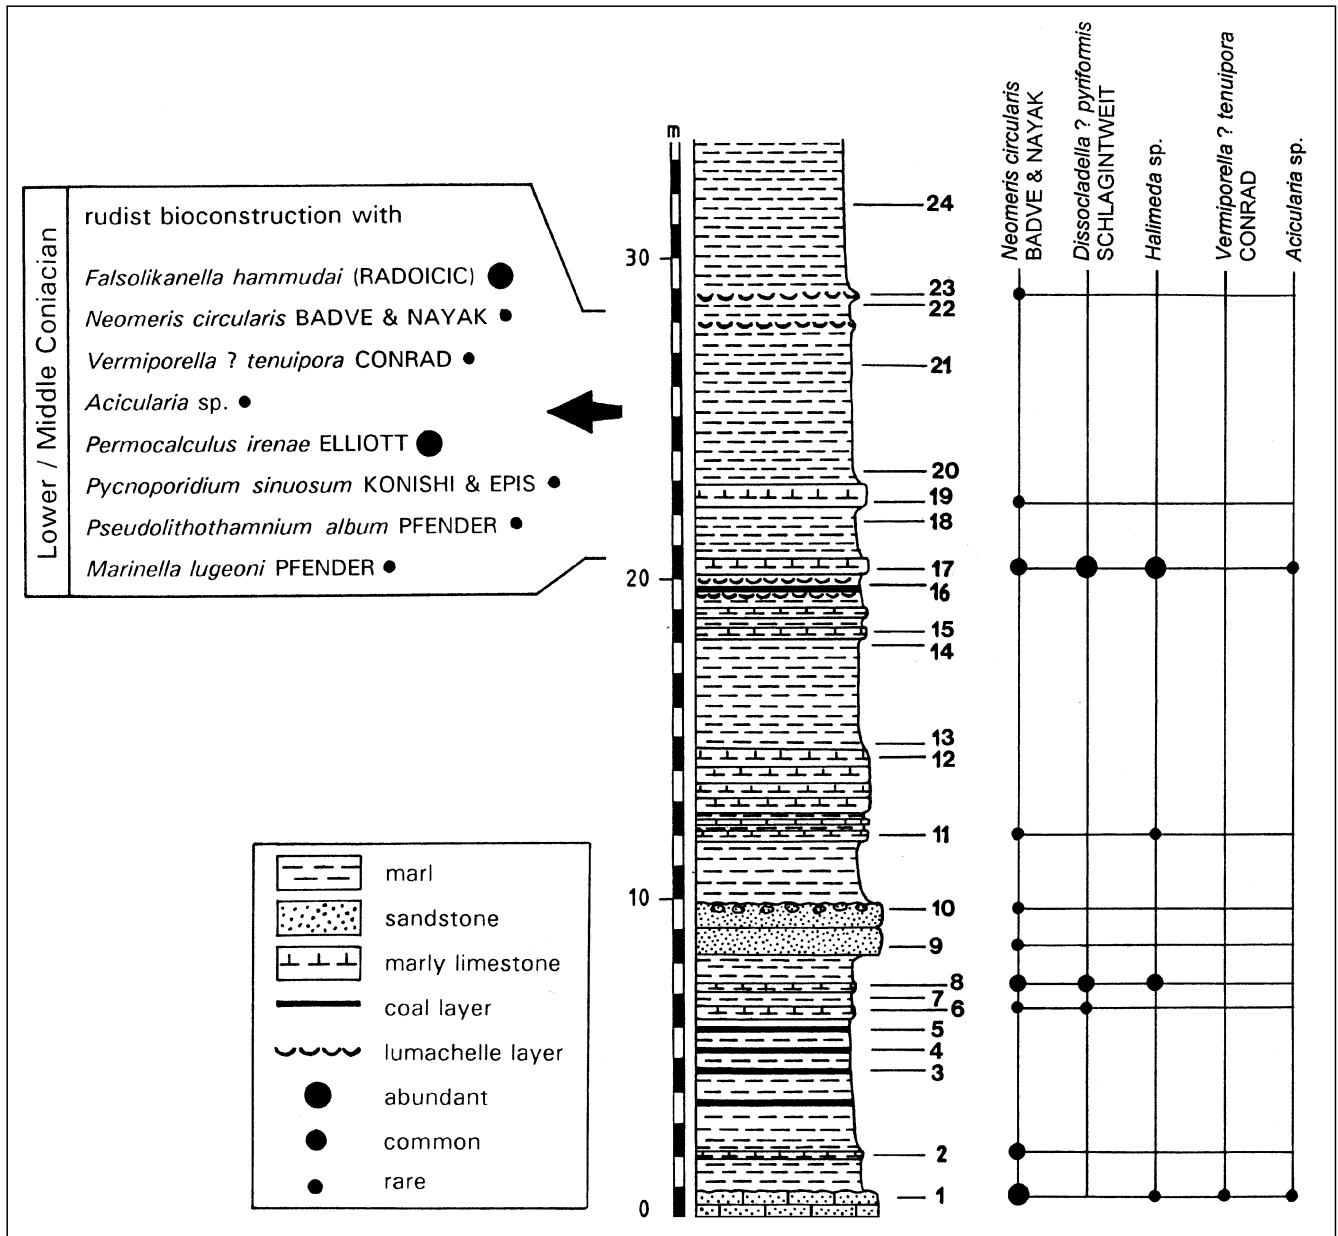 Neomeris circularis
BADVE & NAYAK
Dissocladella ? pyriformis
SCHLAGINTWEIT
Halimeda sp.
Vermiporella ? tenuipora
CONRAD
Acicularia sp.
m
Lower / Middle Coniacian
rudist bioconstruction with
Falsolikanella hammudai (RADOICIC)
Neomeris circularis BADVE & NAYAK
Vermiporella ? tenuipora CONRAD
Acicularia sp.
Permocalculus irenae ELLIOTT
Pycnoporidium sinuosum KONISHI & EPIS
Pseudolithothamnium album PFENDER
Marinella lugeoni PFENDER
30
20
10
0
24
23
22
21
20
19
18
17
16
15
14
13
12
11
10
9
8
7
6
5
4
3
2
1
marl
sandstone
marly limestone
coal layer
lumachelle layer
abundant
common
rare